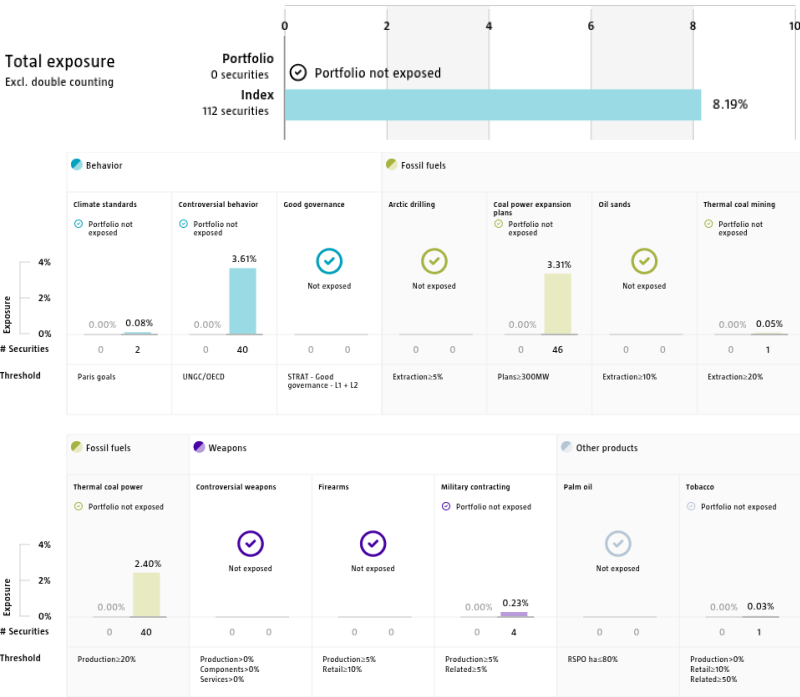 0 2 4 6 8 10
Total exposure
Excl. double counting
Portfolio
0 securities
Portfolio not exposed
Index
112 securities
8.19%
Behavior
Fossil fuels
Climate standards
Controversial behavior
Good governance
Arctic drilling
Coal power expansion
plans
Oil sands
Thermal coal mining
Portfolio not
exposed
Portfolio not
exposed
Not exposed
Not exposed
Portfolio not
exposed
Not exposed
Portfolio not
exposed
Exposure
4%
2%
0%
0.00% 0.08%
0.00% 3.61%
0.00% 3.31%
0.00% 0.05%
# Securities
0 2 0 40 0 0 0 0 0 46 0 0 0 1
Threshold
Paris goals
UNGC/OECD
STRAT - Good
governance - L1 + L2
Extraction≥5%
Plans≥300MW
Extraction≥10%
Extraction≥20%
Fossil fuels
Weapons
Other products
Thermal coal power
Controversial weapons
Firearms
Military contracting
Palm oil
Tobacco
Portfolio not exposed
Not exposed
Not exposed
Portfolio not exposed
Not exposed
Portfolio not exposed
Exposure
4%
2%
0%
0.00% 2.40%
0.00% 0.23%
0.00% 0.03%
# Securities
0 40 0 0 0 0 0 4 0 0 0 1
Threshold
Production≥20%
Production>0%
Components>0%
Services>0%
Production≥5%
Retail≥10%
Production≥5%
Related≥5%
RSPO ha≤80%
Production>0%
Retail≥10%
Related≥50%